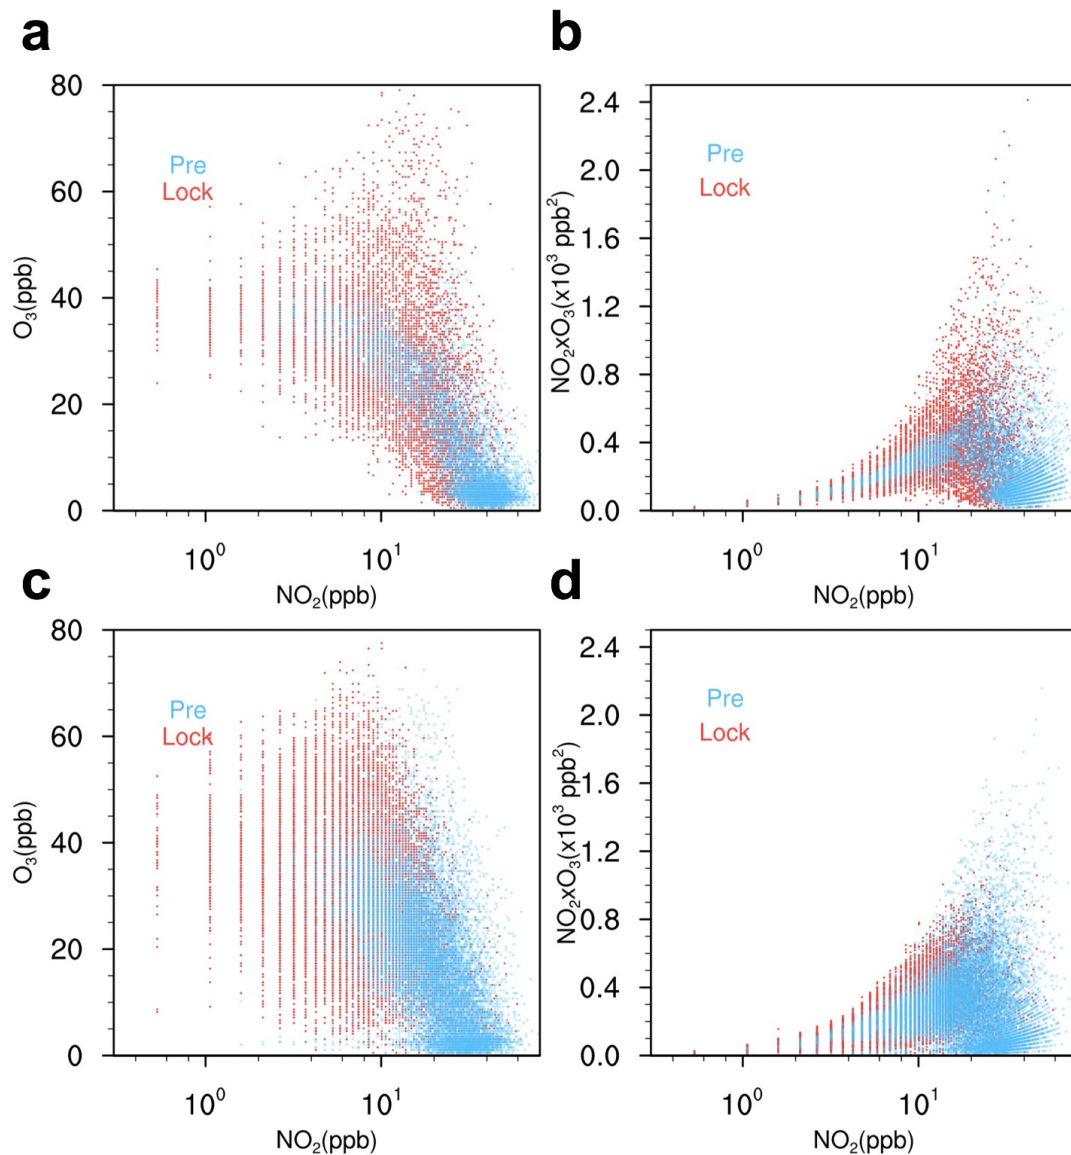 a
80
60
40
20
0
O₃(ppb)
Pre
Lock
10⁰
10¹
NO₂(ppb)
b
2.4
2.0
1.6
1.2
0.8
0.4
0.0
NO₂xO₃(x10³ ppb²)
Pre
Lock
10⁰
10¹
NO₂(ppb)
c
80
60
40
20
0
O₃(ppb)
Pre
Lock
10⁰
10¹
NO₂(ppb)
d
2.4
2.0
1.6
1.2
0.8
0.4
0.0
NO₂xO₃(x10³ ppb²)
Pre
Lock
10⁰
10¹
NO₂(ppb)